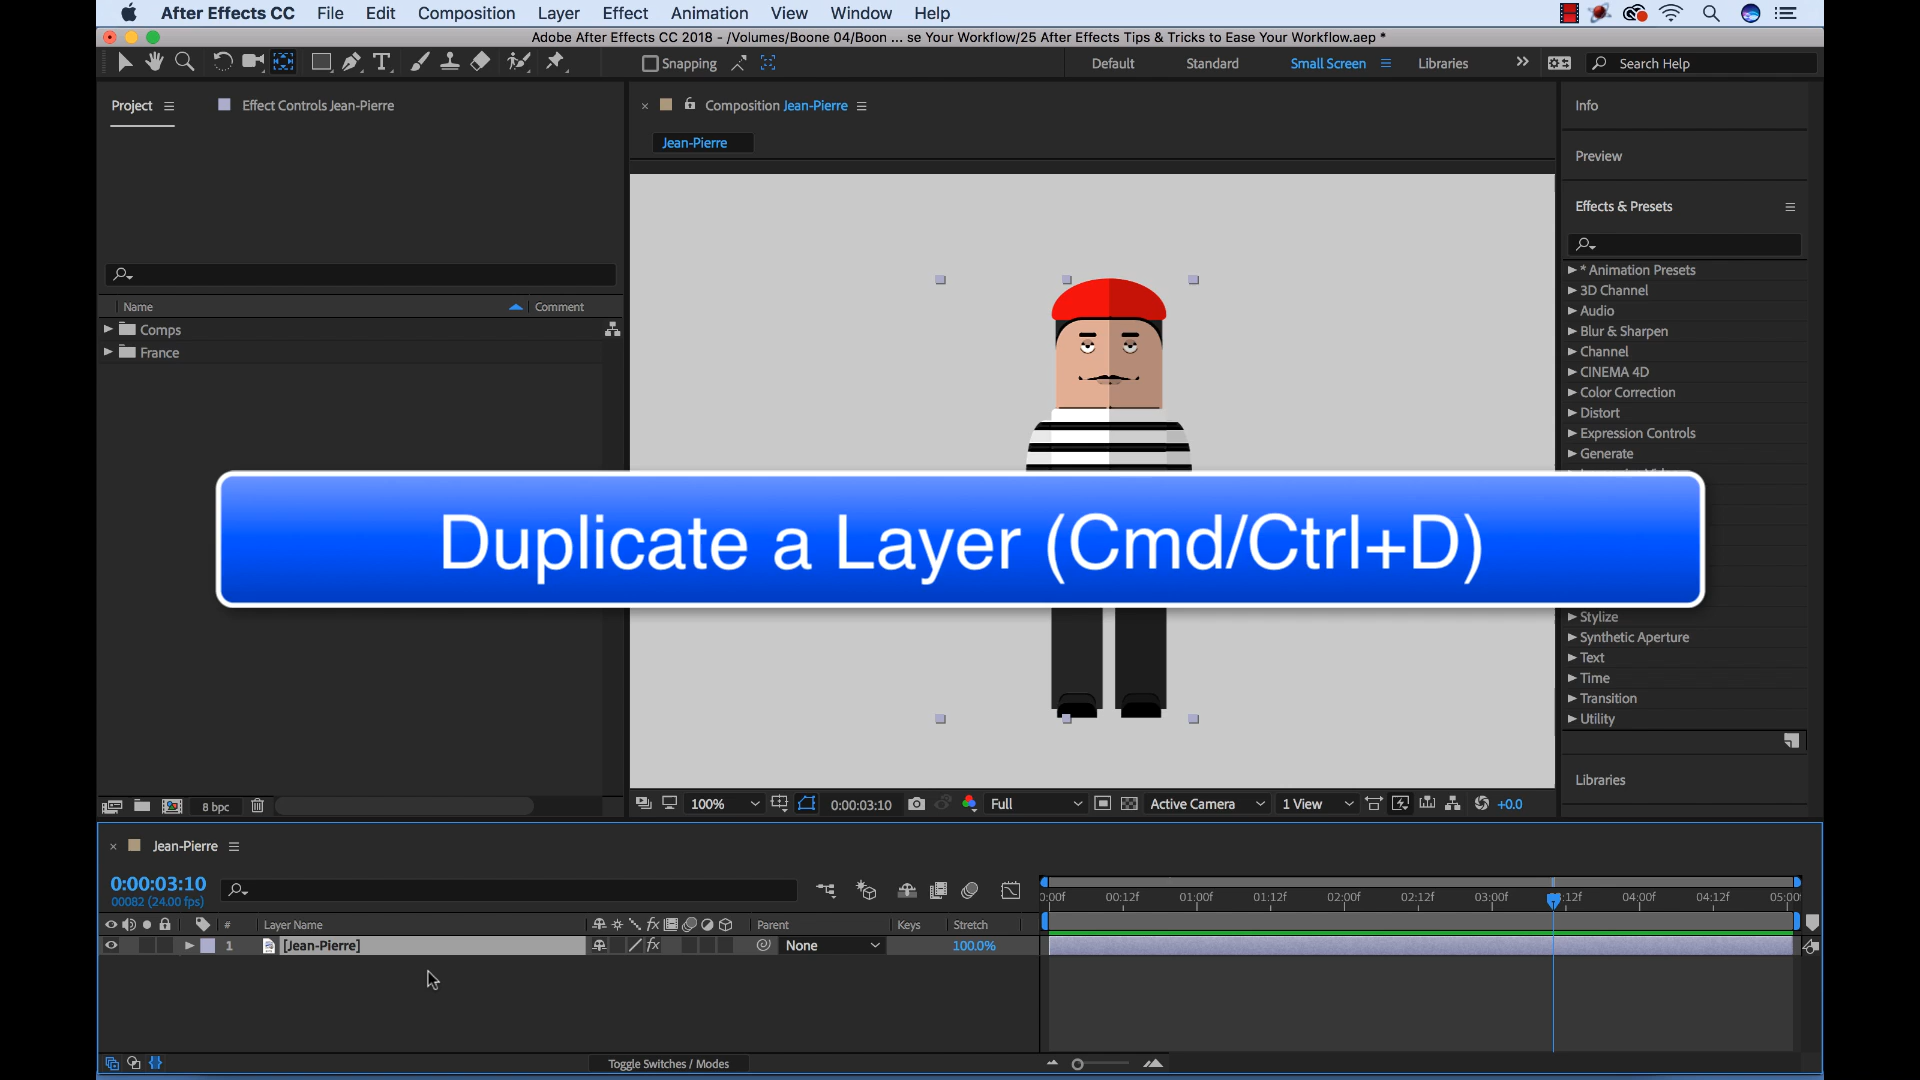 After Effects CC File Edit Composition Layer Effect Animation View Window Help
Adobe After Effects CC 2018 - /Volumes/Boone 04/Boon ... se Your Workflow/25 After Effects Tips & Tricks to Ease Your Workflow.aep *
Snapping Default Standard Small Screen Libraries Search Help
Project Effect Controls Jean-Pierre Composition Jean-Pierre Info
Jean-Pierre
Preview
Effects & Presets
Name Comment
Comps
France
* Animation Presets
3D Channel
Audio
Blur & Sharpen
Channel
CINEMA 4D
Color Correction
Distort
Expression Controls
Generate
Duplicate a Layer (Cmd/Ctrl+D)
Stylize
Synthetic Aperture
Text
Time
Transition
Utility
Libraries
8 bpc 100% 0:00:03:10 Full Active Camera 1 View +0.0
Jean-Pierre
0:00:03:10
00082 (24.00 fps)
0:00f 00:12f 01:00f 01:12f 02:00f 02:12f 03:00f :12f 04:00f 04:12f 05:00
# Layer Name fx Parent Keys Stretch
1 [Jean-Pierre] fx None 100.0%
Toggle Switches / Modes